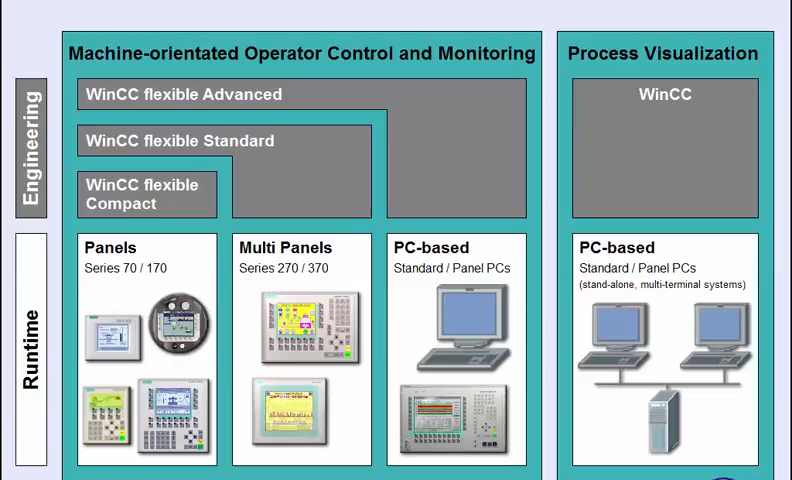 Machine-orientated Operator Control and Monitoring
Process Visualization
Engineering
WinCC flexible Advanced
WinCC flexible Standard
WinCC flexible
Compact
WinCC
Runtime
Panels
Series 70 / 170
Multi Panels
Series 270 / 370
PC-based
Standard / Panel PCs
PC-based
Standard / Panel PCs
(stand-alone, multi-terminal systems)